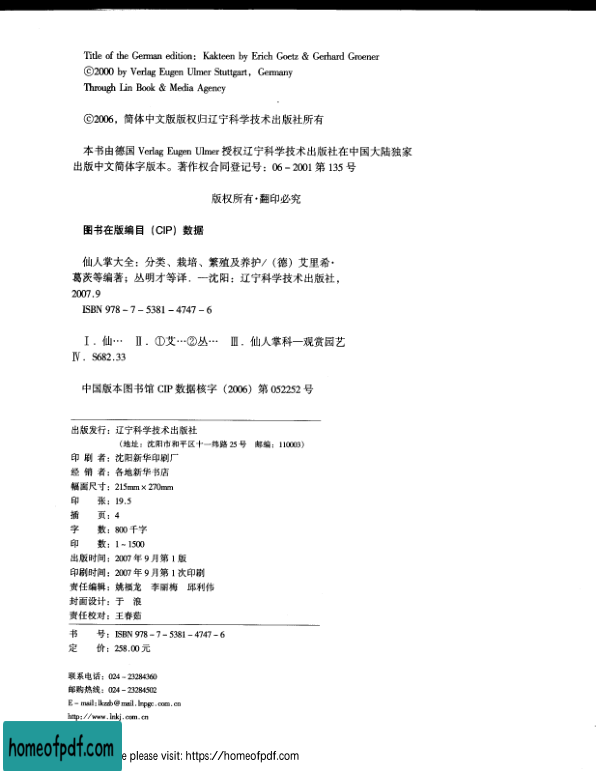 Title of the German edition: Kakteen by Erich Goetz & Gerhard Groener
©2000 by Verlag Eugen Ulmer Stuttgart, Germany
Through Lin Book & Media Agency
©2006, 简体中文版版权归辽宁科学技术出版社所有
本书由德国 Verlag Eugen Ulmer 授权辽宁科学技术出版社在中国大陆独家
出版中文简体字版本。著作权合同登记号: 06-2001 第 135 号
版权所有·翻印必究
图书在版编目 (CIP) 数据
仙人掌大全: 分类、栽培、繁殖及养护/ (德) 艾里希·
葛茨等编著; 丛明才等译. —沈阳: 辽宁科学技术出版社,
2007.9
ISBN 978-7-5381-4747-6
Ⅰ. 仙… Ⅱ. ①艾…②丛… Ⅲ. 仙人掌科—观赏园艺
Ⅳ. S682.33
中国版本图书馆 CIP 数据核字 (2006) 第 052252 号
出版发行: 辽宁科学技术出版社
(地址: 沈阳市和平区十一纬路 25 号 邮编: 110003)
印 刷 者: 沈阳新华印刷厂
经 销 者: 各地新华书店
幅面尺寸: 215mm×270mm
印 张: 19.5
插 页: 4
字 数: 800 千字
印 数: 1~1500
出版时间: 2007 年 9 月第 1 版
印刷时间: 2007 年 9 月第 1 次印刷
责任编辑: 姚福龙 李丽梅 邱利伟
封面设计: 于 浪
责任校对: 王春茹
书 号: ISBN 978-7-5381-4747-6
定 价: 258.00 元
联系电话: 024-23284360
邮购热线: 024-23284502
E-mail: lkzzb@mail.lnpgc.com.cn
http://www.lnkj.com.cn
homeofpdf.com
e please visit: https://homeofpdf.com